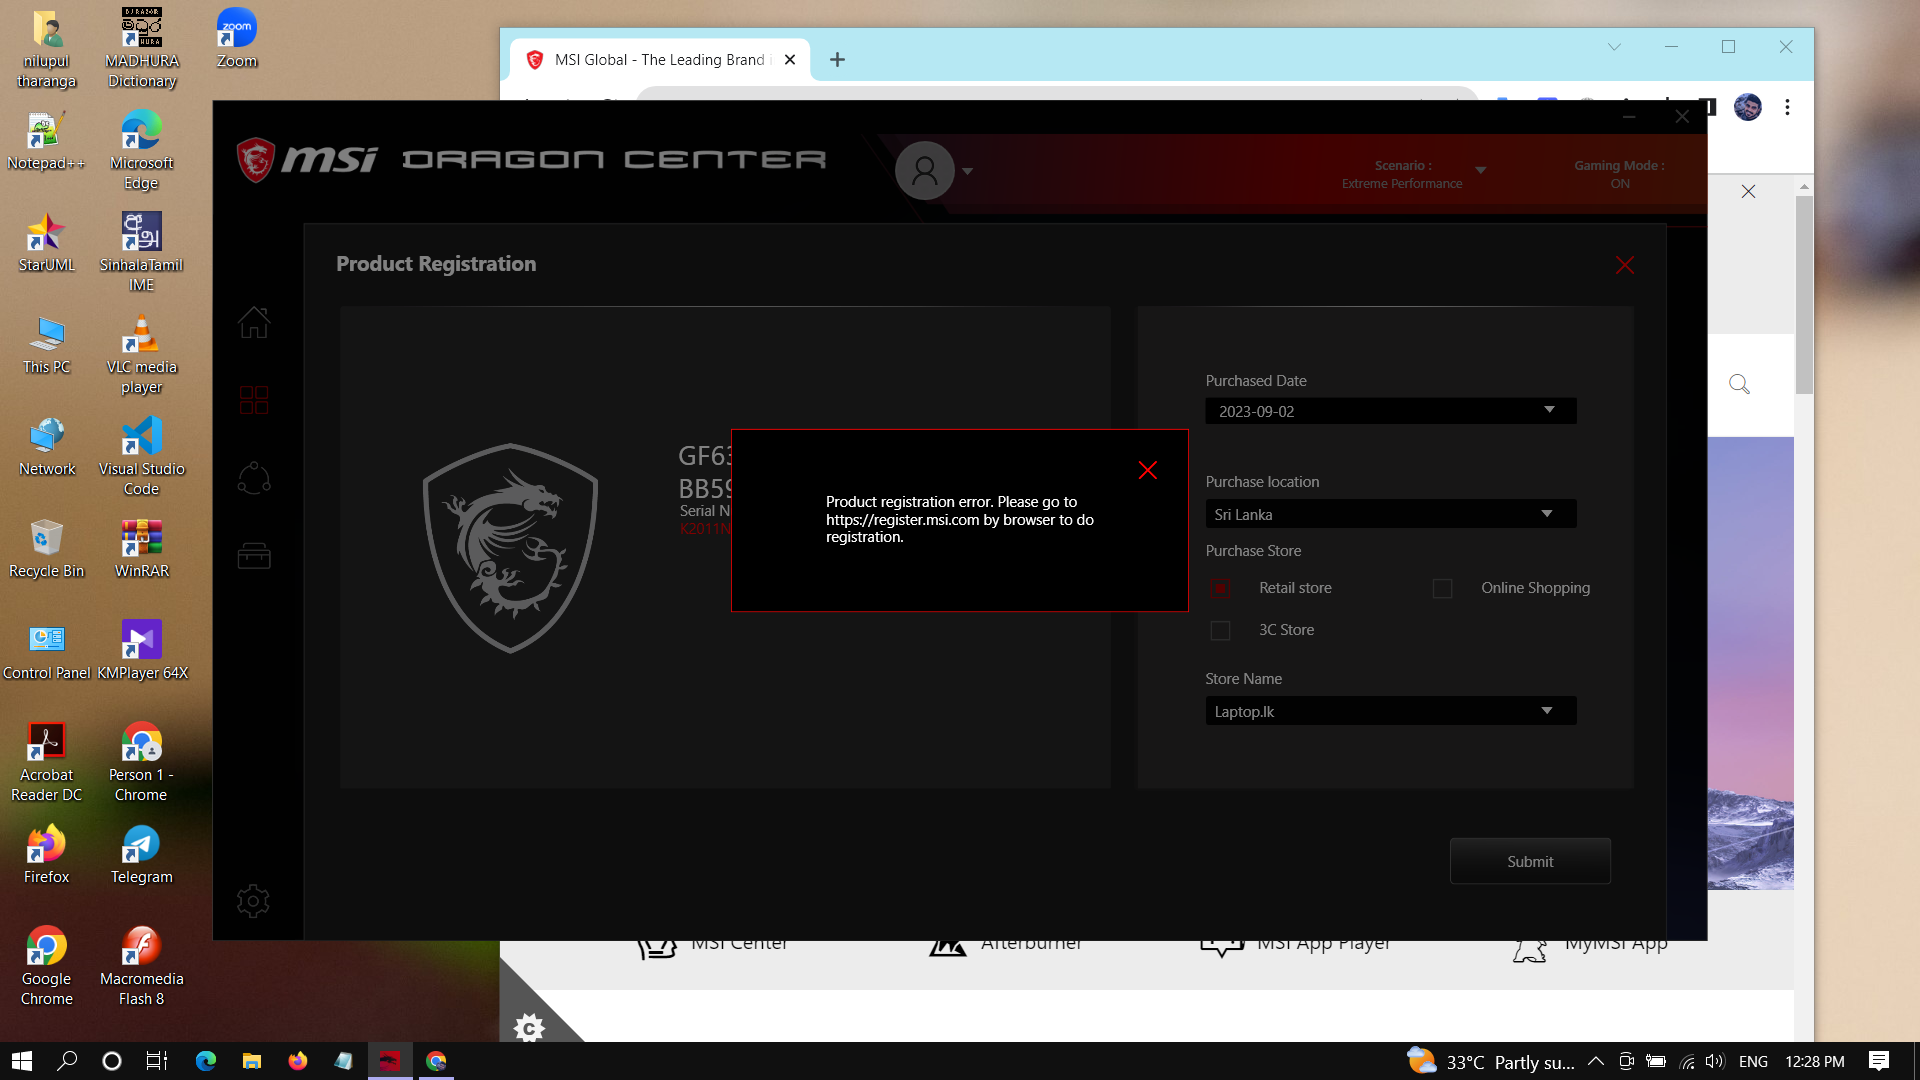 nilupul
tharanga
MADHURA
Dictionary
zoom
Zoom
Notepad++
Microsoft
Edge
StarUML
SinhalaTamil
IME
This PC
VLC media
player
Network
Visual Studio
Code
Recycle Bin
WinRAR
Control Panel
KMPlayer 64X
Acrobat
Reader DC
Person 1 -
Chrome
Firefox
Telegram
Google
Chrome
Macromedia
Flash 8
MSI Global - The Leading Brand i
msi DRAGON CENTER
Scenario :
Extreme Performance
Gaming Mode :
ON
Product Registration
GF63
BB59
Serial N
K2011N
Product registration error. Please go to
https://register.msi.com by browser to do
registration.
Purchased Date
2023-09-02
Purchase location
Sri Lanka
Purchase Store
Retail store
Online Shopping
3C Store
Store Name
Laptop.lk
Submit
MSI Center
Afterburner
MSI App Player
MyMSI App
33°C Partly su...
ENG
12:28 PM